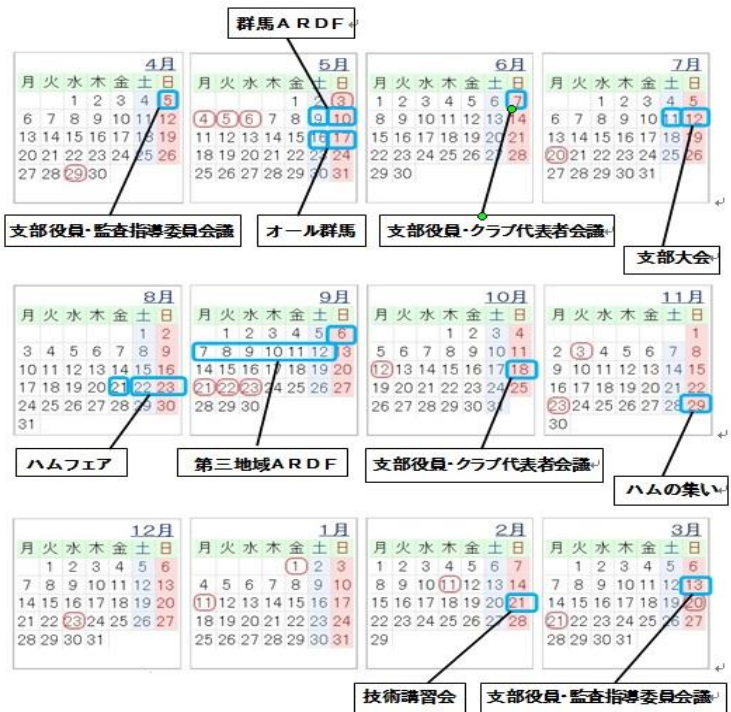 群馬ARDF
4月 5月 6月 7月
月火水木金土日 月火水木金土日 月火水木金土日 月火水木金土日
1 2 3 4 5 1 2 3 1 2 3 4 5 6 7 1 2 3 4 5
6 7 8 9 10 11 12 4 5 6 7 8 9 10 8 9 10 11 12 13 14 6 7 8 9 10 11 12
13 14 15 16 17 18 19 11 12 13 14 15 16 17 15 16 17 18 19 20 21 13 14 15 16 17 18 19
20 21 22 23 24 25 26 18 19 20 21 22 23 24 22 23 24 25 26 27 28 20 21 22 23 24 25 26
27 28 29 30 25 26 27 28 29 30 31 29 30 27 28 29 30 31
支部役員・監査指導委員会議 オール群馬 支部役員・クラブ代表者会議
支部大会
8月 9月 10月 11月
月火水木金土日 月火水木金土日 月火水木金土日 月火水木金土日
1 2 1 2 3 4 5 6 1 2 3 4 1
3 4 5 6 7 8 9 7 8 9 10 11 12 13 5 6 7 8 9 10 11 2 3 4 5 6 7 8
10 11 12 13 14 15 16 14 15 16 17 18 19 20 12 13 14 15 16 17 18 9 10 11 12 13 14 15
17 18 19 20 21 22 23 21 22 23 24 25 26 27 19 20 21 22 23 24 25 16 17 18 19 20 21 22
24 25 26 27 28 29 30 28 29 30 26 27 28 29 30 31 23 24 25 26 27 28 29
31 30
ハムフェア 第三地域ARDF 支部役員・クラブ代表者会議
ハムの集い
12月 1月 2月 3月
月火水木金土日 月火水木金土日 月火水木金土日 月火水木金土日
1 2 3 4 5 6 1 2 3 1 2 3 4 5 6 7 1 2 3 4 5 6
7 8 9 10 11 12 13 4 5 6 7 8 9 10 8 9 10 11 12 13 14 7 8 9 10 11 12 13
14 15 16 17 18 19 20 11 12 13 14 15 16 17 15 16 17 18 19 20 21 14 15 16 17 18 19 20
21 22 23 24 25 26 27 18 19 20 21 22 23 24 22 23 24 25 26 27 28 21 22 23 24 25 26 27
28 29 30 31 25 26 27 28 29 30 31 29 28 29 30 31
技術講習会 支部役員・監査指導委員会議